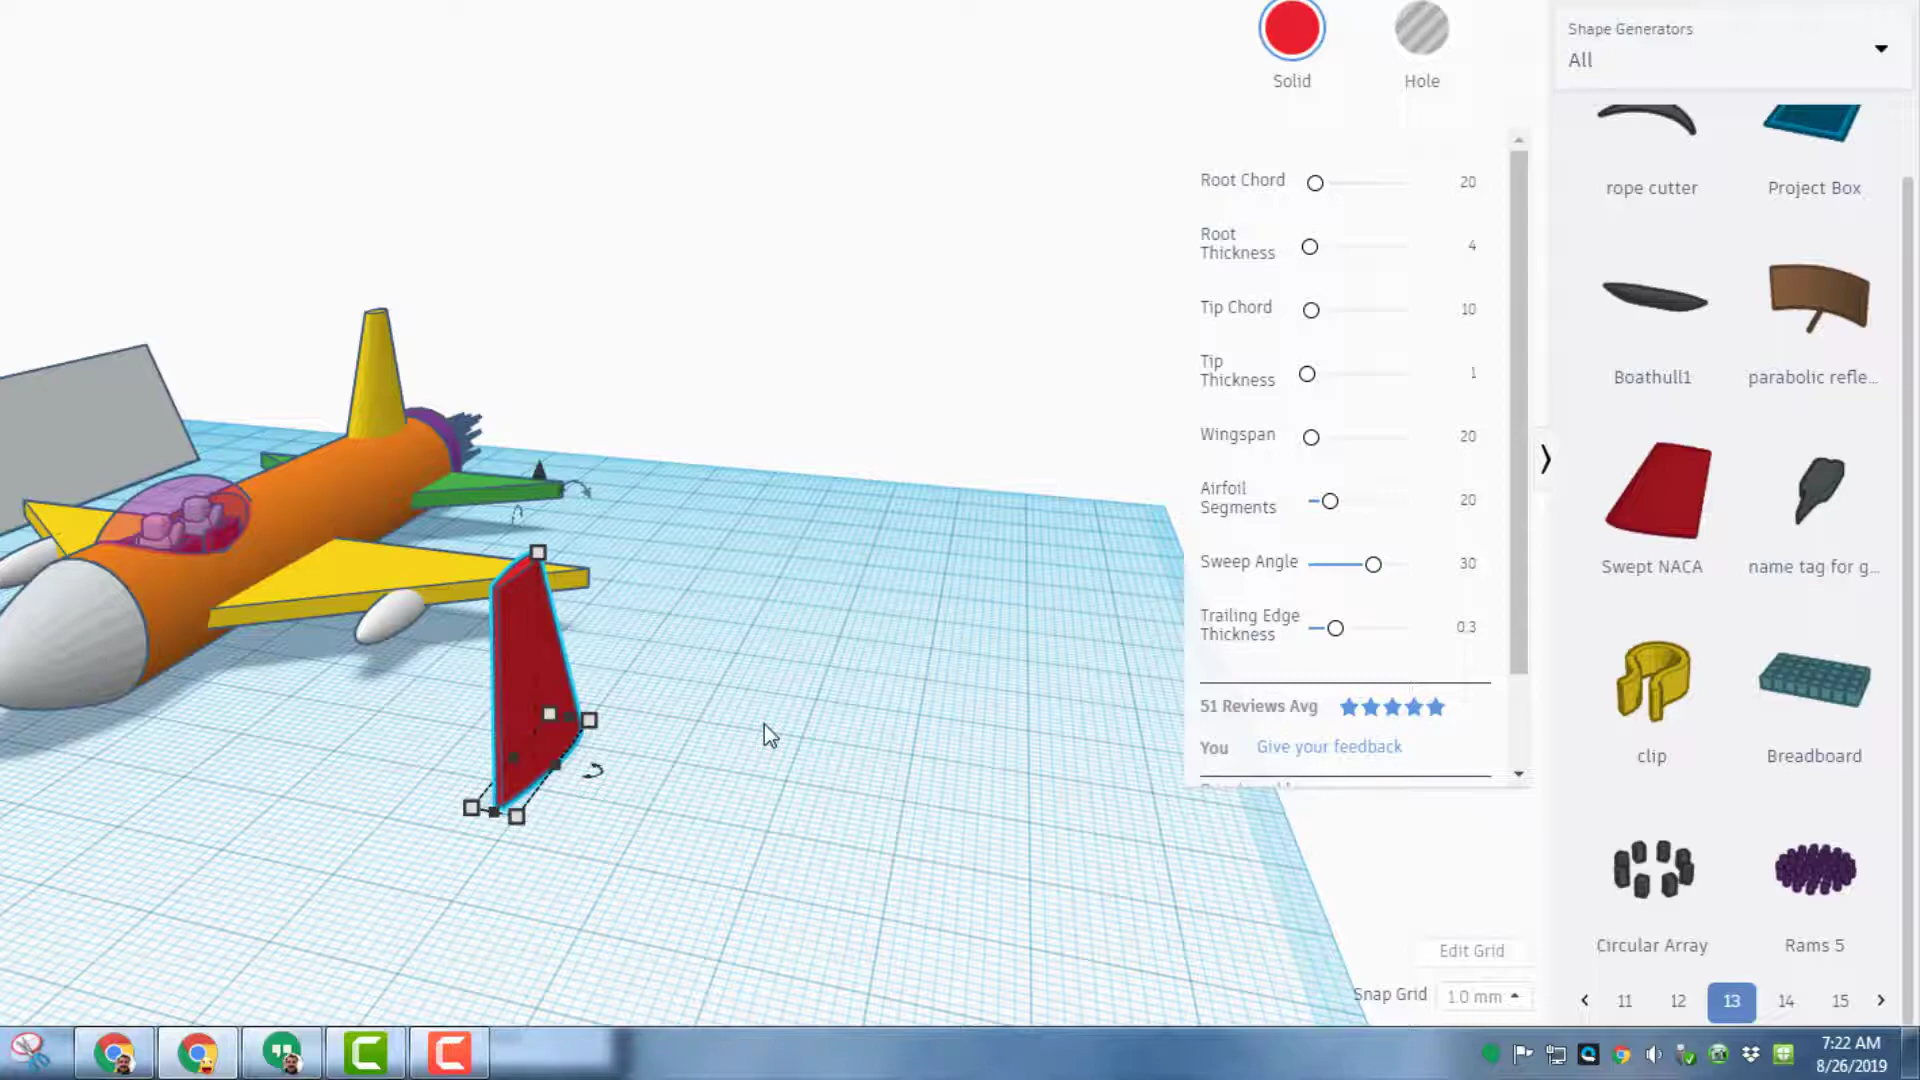 Solid
Hole
Root Chord
20
Root
Thickness
4
Tip Chord
10
Tip
Thickness
1
Wingspan
20
Airfoil
Segments
20
Sweep Angle
30
Trailing Edge
Thickness
0.3
51 Reviews Avg
You
Give your feedback
Edit Grid
Snap Grid
1.0 mm
Shape Generators
All
rope cutter
Project Box
Boathull1
parabolic refle...
Swept NACA
name tag for g...
clip
Breadboard
Circular Array
Rams 5
11
12
13
14
15
7:22 AM
8/26/2019